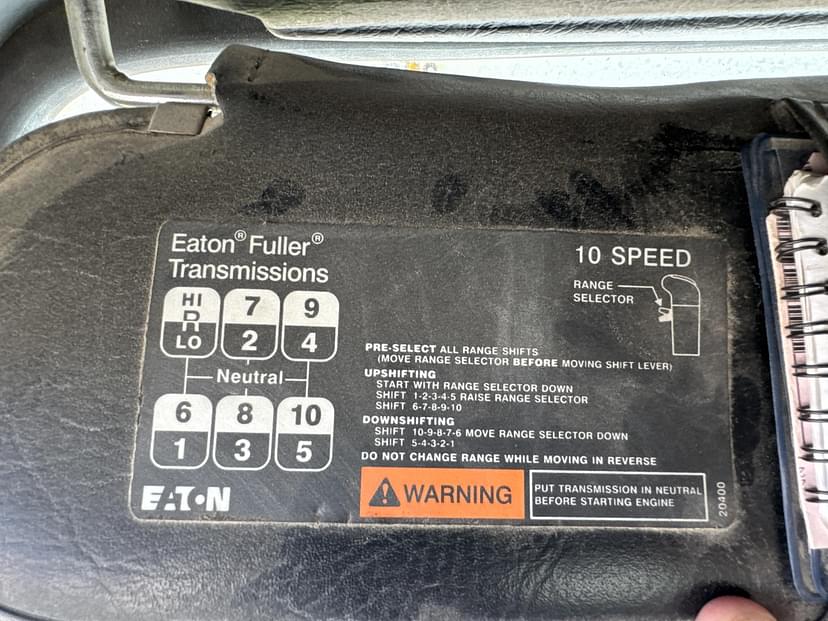 Eaton® Fuller®
Transmissions
HI 7 9
R
LO 2 4
Neutral
6 8 10
1 3 5
EATON
10 SPEED
RANGE
SELECTOR
PRE-SELECT ALL RANGE SHIFTS
(MOVE RANGE SELECTOR BEFORE MOVING SHIFT LEVER)
UPSHIFTING
START WITH RANGE SELECTOR DOWN
SHIFT 1-2-3-4-5 RAISE RANGE SELECTOR
SHIFT 6-7-8-9-10
DOWNSHIFTING
SHIFT 10-9-8-7-6 MOVE RANGE SELECTOR DOWN
SHIFT 5-4-3-2-1
DO NOT CHANGE RANGE WHILE MOVING IN REVERSE
WARNING
PUT TRANSMISSION IN NEUTRAL
BEFORE STARTING ENGINE
20400